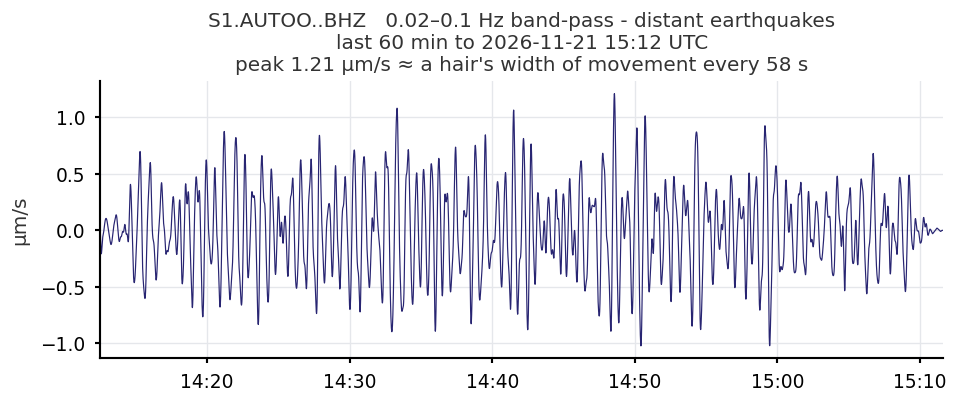 S1.AUTOO..BHZ   0.02–0.1 Hz band-pass - distant earthquakes
last 60 min to 2026-11-21 15:12 UTC
peak 1.21 µm/s ≈ a hair's width of movement every 58 s
µm/s
1.0
0.5
0.0
−0.5
−1.0
14:20 14:30 14:40 14:50 15:00 15:10